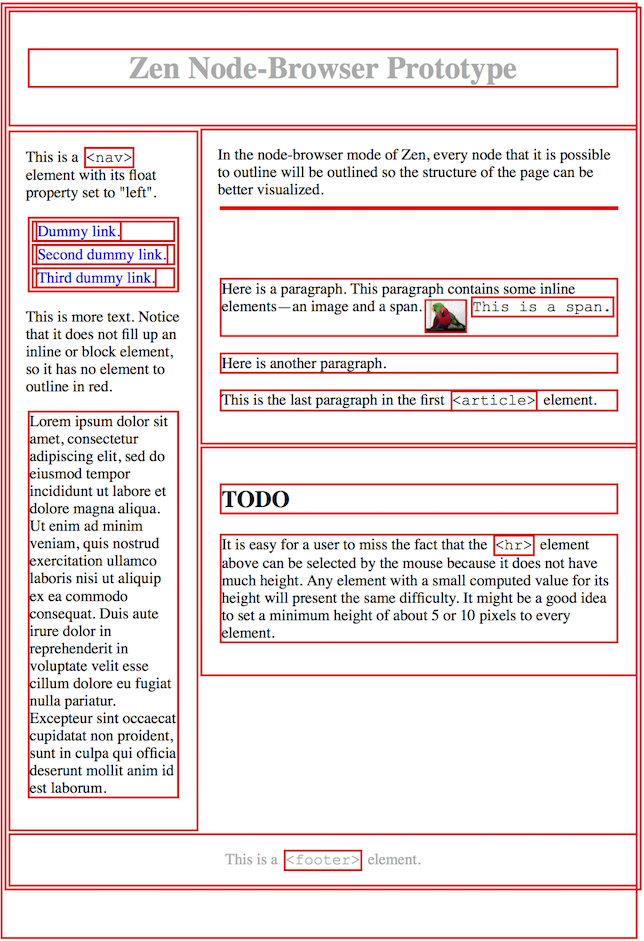 Zen Node-Browser Prototype
This is a <nav>
element with its float
property set to "left".
Dummy link.
Second dummy link.
Third dummy link.
This is more text. Notice
that it does not fill up an
inline or block element,
so it has no element to
outline in red.
Lorem ipsum dolor sit
amet, consectetur
adipiscing elit, sed do
eiusmod tempor
incididunt ut labore et
dolore magna aliqua.
Ut enim ad minim
veniam, quis nostrud
exercitation ullamco
laboris nisi ut aliquip
ex ea commodo
consequat. Duis aute
irure dolor in
reprehenderit in
voluptate velit esse
cillum dolore eu fugiat
nulla pariatur.
Excepteur sint occaecat
cupidatat non proident,
sunt in culpa qui officia
deserunt mollit anim id
est laborum.
In the node-browser mode of Zen, every node that it is possible
to outline will be outlined so the structure of the page can be
better visualized.
Here is a paragraph. This paragraph contains some inline
elements—an image and a span. This is a span.
Here is another paragraph.
This is the last paragraph in the first <article> element.
TODO
It is easy for a user to miss the fact that the <hr> element
above can be selected by the mouse because it does not have
much height. Any element with a small computed value for its
height will present the same difficulty. It might be a good idea
to set a minimum height of about 5 or 10 pixels to every
element.
This is a <footer> element.